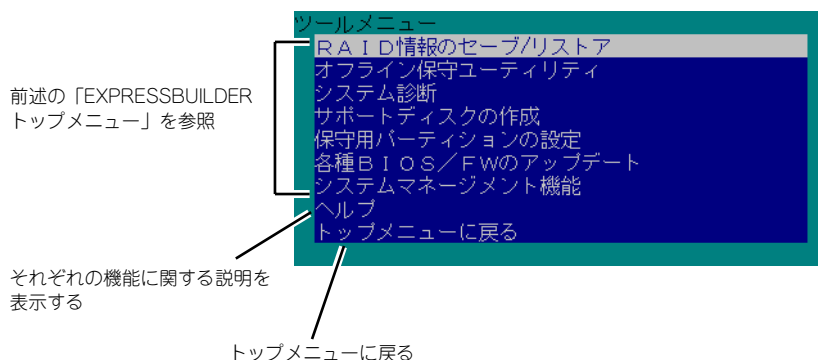 ツールメニュー
RAID情報のセーブ/リストア
オフライン保守ユーティリティ
システム診断
サポートディスクの作成
保守用パーティションの設定
各種BIOS/FWのアップデート
システムマネージメント機能
ヘルプ
トップメニューに戻る
前述の「EXPRESSBUILDER
トップメニュー」を参照
それぞれの機能に関する説明を
表示する
トップメニューに戻る